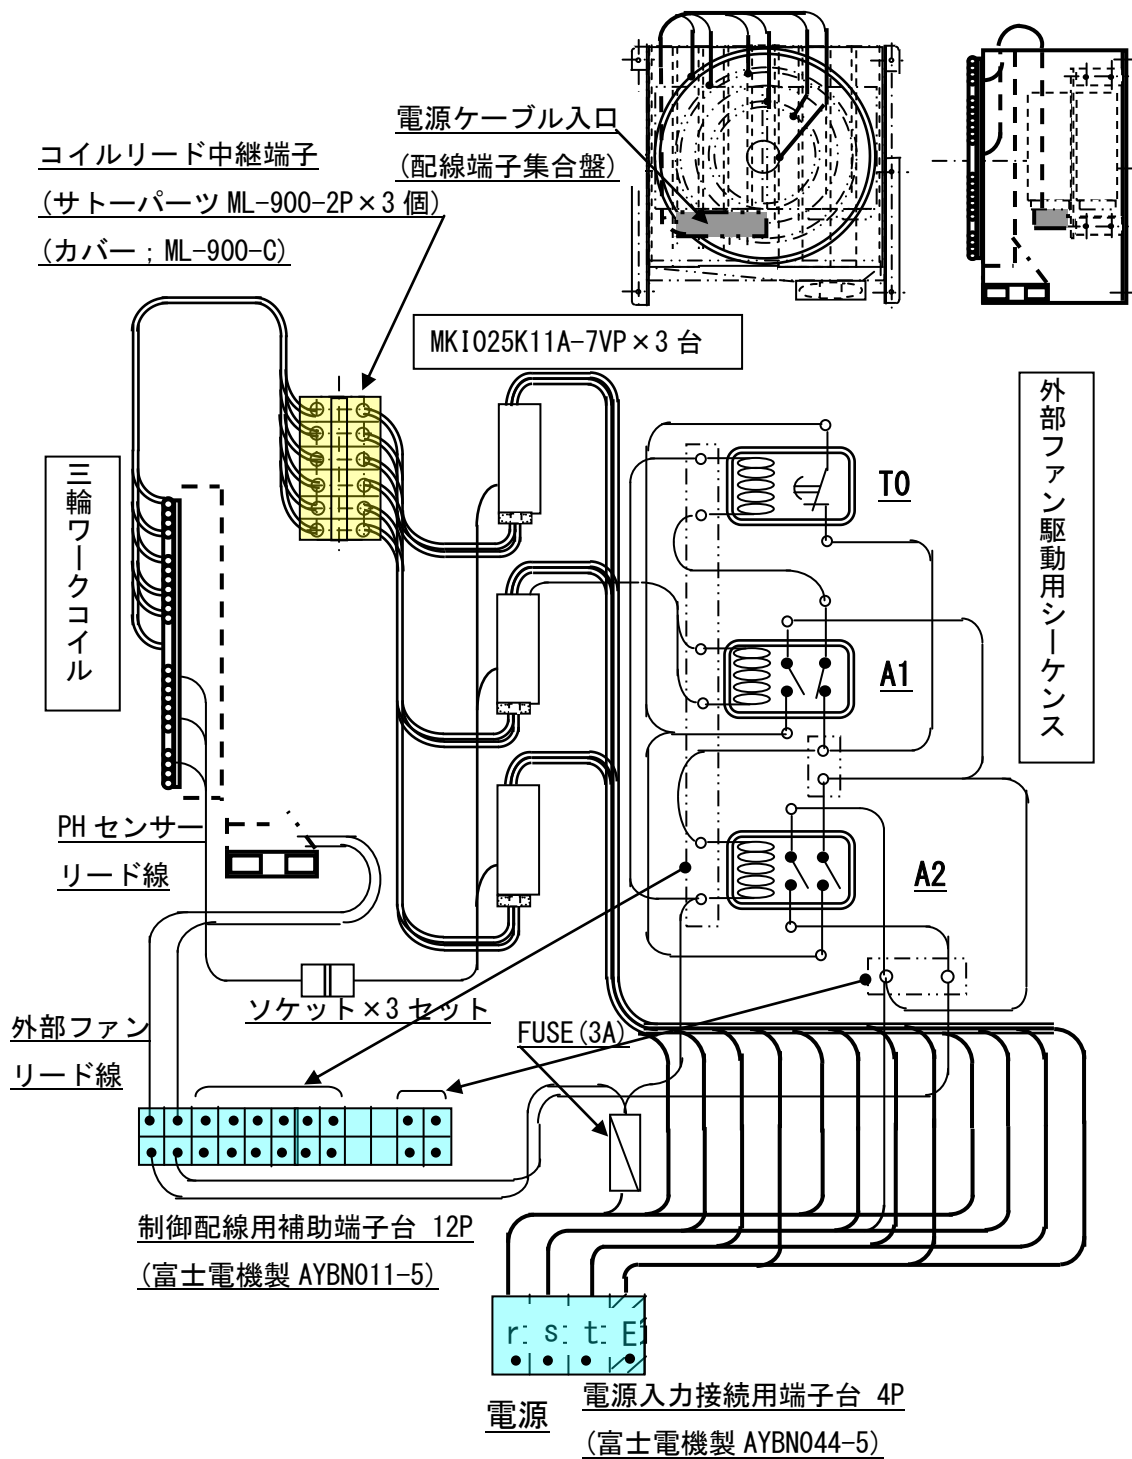 電源ケーブル入口
(配線端子集合盤)
コイルリード中継端子
(サトーパーツ ML-900-2P×3 個)
(カバー；ML-900-C)
MKI025K11A-7VP×3 台
三輪ワークコイル
外部ファン駆動用シーケンス
T0
A1
A2
PH センサー
リード線
ソケット×3 セット
外部ファン
リード線
FUSE(3A)
制御配線用補助端子台 12P
(富士電機製 AYBN011-5)
r s t E
電源
電源入力接続用端子台 4P
(富士電機製 AYBN044-5)